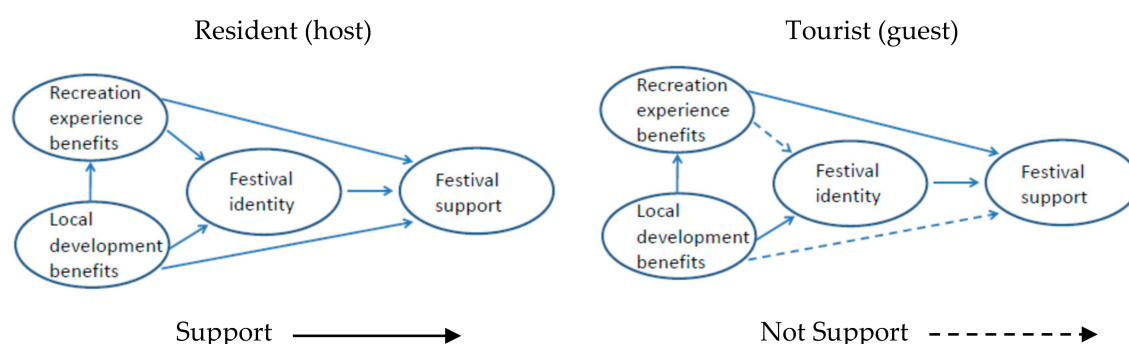 Resident (host)
Recreation
experience
benefits
Festival
identity
Festival
support
Local
development
benefits
Tourist (guest)
Recreation
experience
benefits
Festival
identity
Festival
support
Local
development
benefits
Support
Not Support